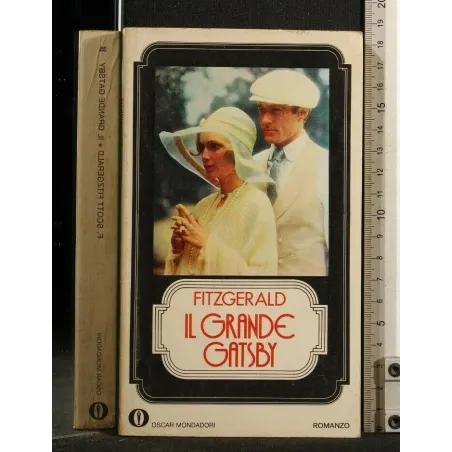 FITZGERALD
IL GRANDE
GATSBY
OSCAR MONDADORI
ROMANZO
F. SCOTT FITZGERALD ★ IL GRANDE GATSBY
OSCAR MONDADORI